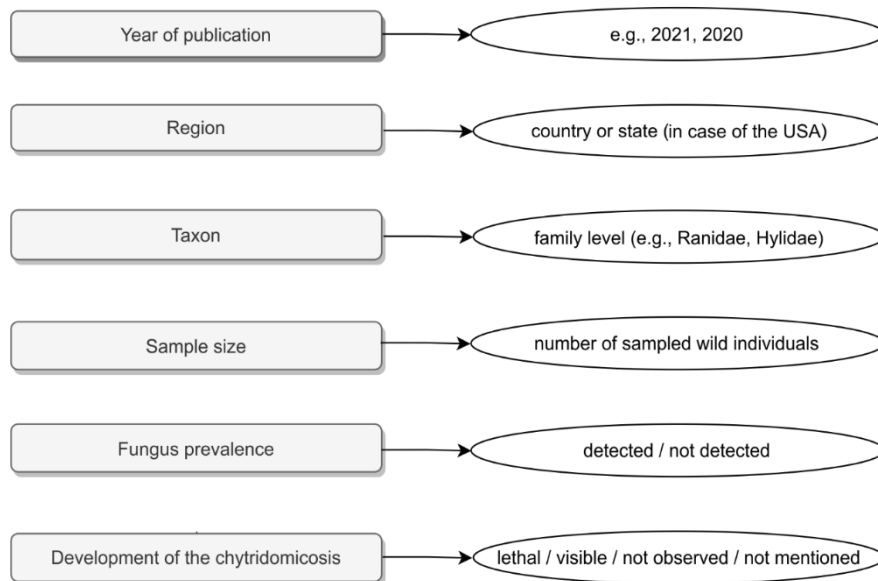 Year of publication
e.g., 2021, 2020
Region
country or state (in case of the USA)
Taxon
family level (e.g., Ranidae, Hylidae)
Sample size
number of sampled wild individuals
Fungus prevalence
detected / not detected
Development of the chytridomicosis
lethal / visible / not observed / not mentioned